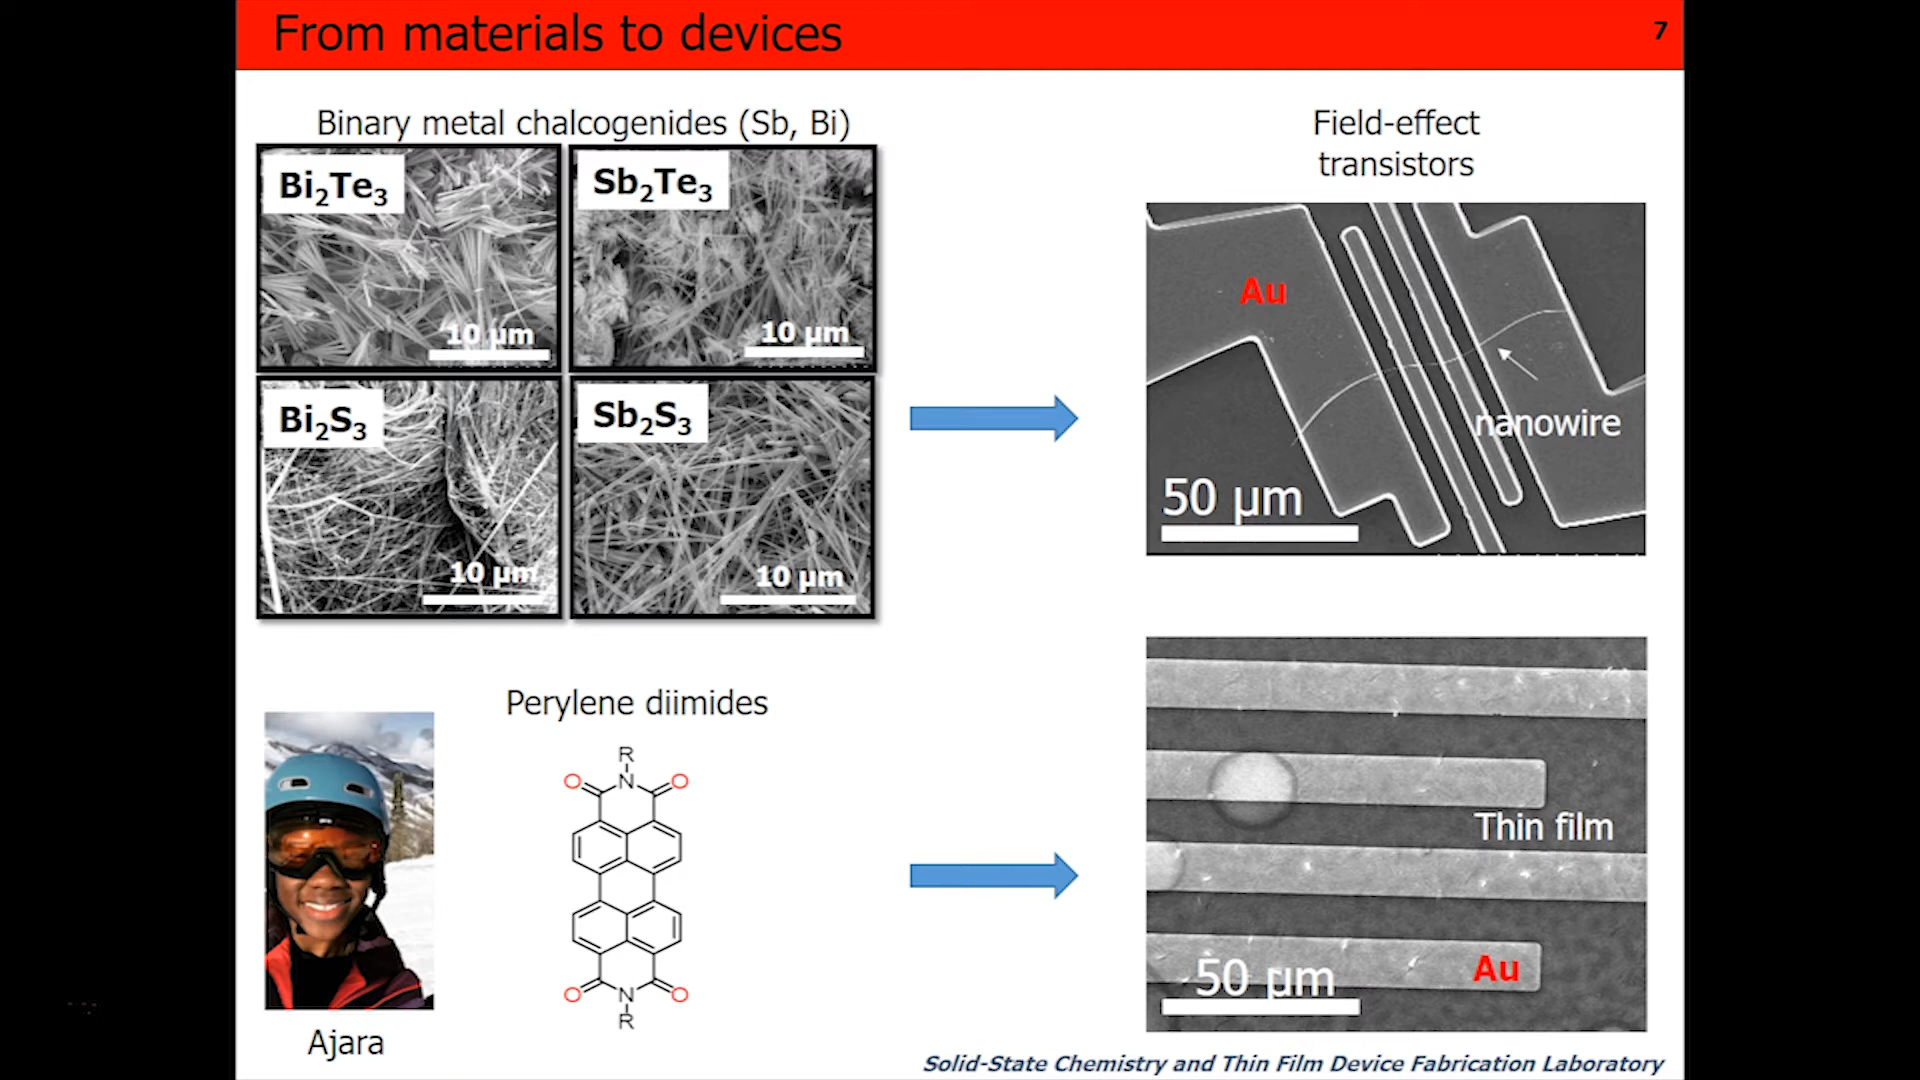 From materials to devices
7
Binary metal chalcogenides (Sb, Bi)
Bi₂Te₃
10 µm
Sb₂Te₃
10 µm
Bi₂S₃
10 µm
Sb₂S₃
10 µm
Field-effect
transistors
Au
nanowire
50 µm
Ajara
Perylene diimides
R
O N O
O N O
R
Thin film
Au
50 µm
Solid-State Chemistry and Thin Film Device Fabrication Laboratory